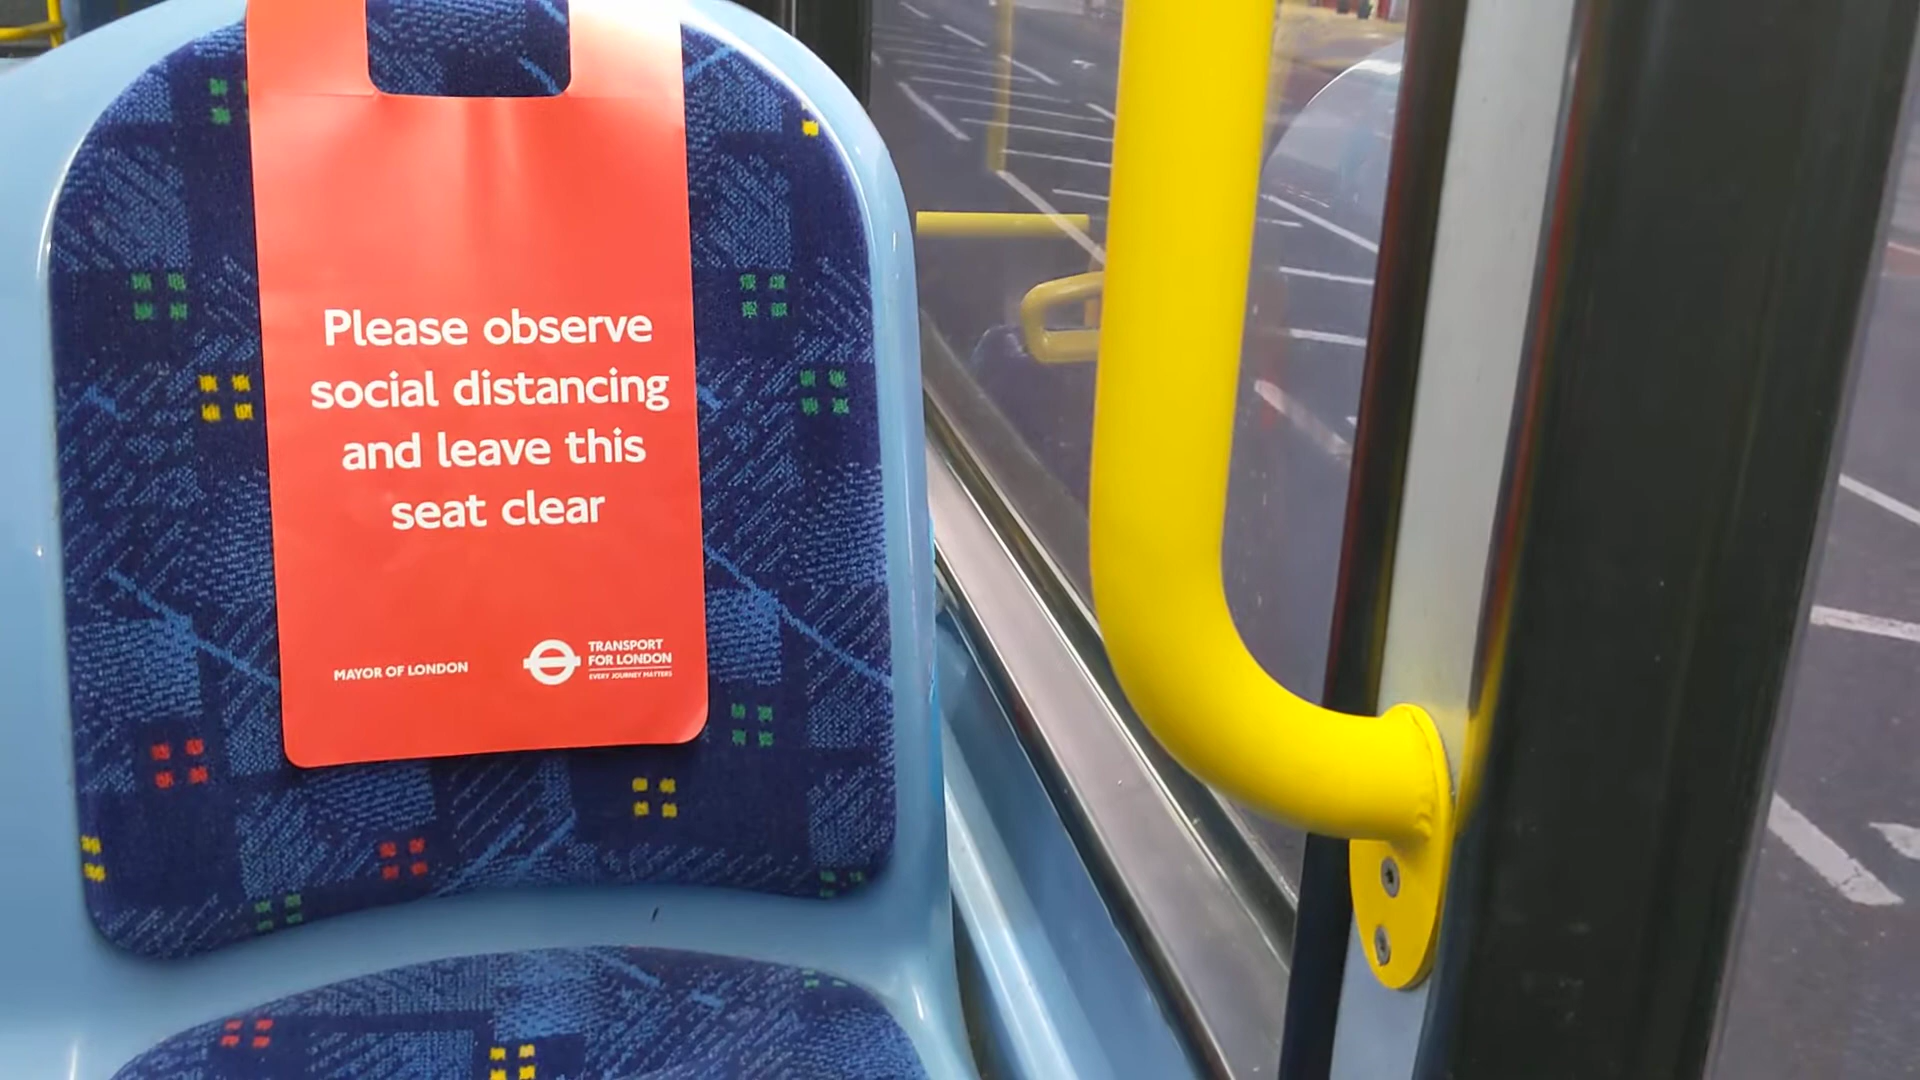 Please observe
social distancing
and leave this
seat clear
MAYOR OF LONDON
TRANSPORT
FOR LONDON
EVERY JOURNEY MATTERS